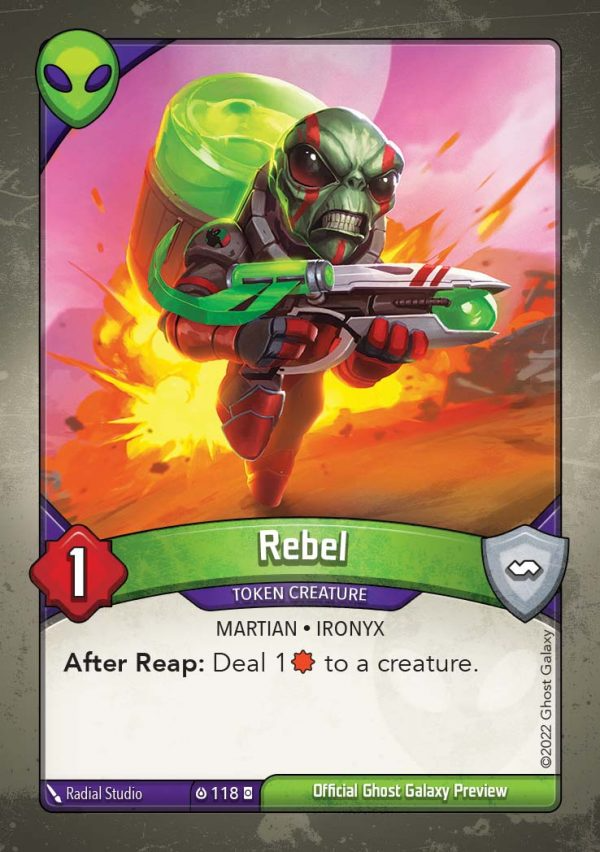 Rebel
1
TOKEN CREATURE
MARTIAN • IRONYX
After Reap: Deal 1 to a creature.
©2022 Ghost Galaxy
Radial Studio
118
Official Ghost Galaxy Preview